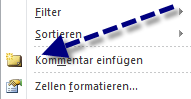 Filter
Sortieren
Kommentar einfügen
Zellen formatieren...